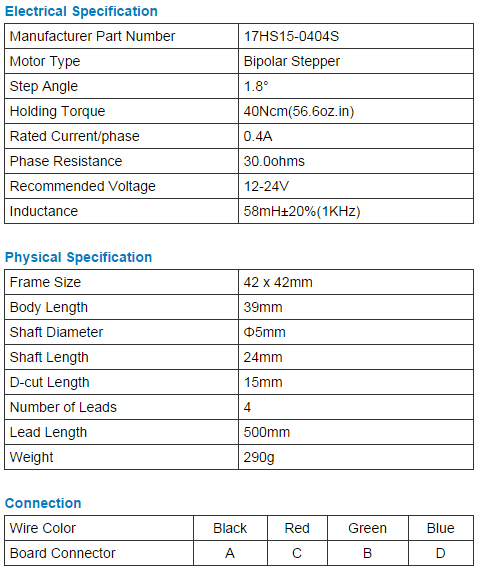 Electrical Specification
Manufacturer Part Number 17HS15-0404S
Motor Type Bipolar Stepper
Step Angle 1.8°
Holding Torque 40Ncm(56.6oz.in)
Rated Current/phase 0.4A
Phase Resistance 30.0ohms
Recommended Voltage 12-24V
Inductance 58mH±20%(1KHz)
Physical Specification
Frame Size 42 x 42mm
Body Length 39mm
Shaft Diameter Φ5mm
Shaft Length 24mm
D-cut Length 15mm
Number of Leads 4
Lead Length 500mm
Weight 290g
Connection
Wire Color Black Red Green Blue
Board Connector A C B D